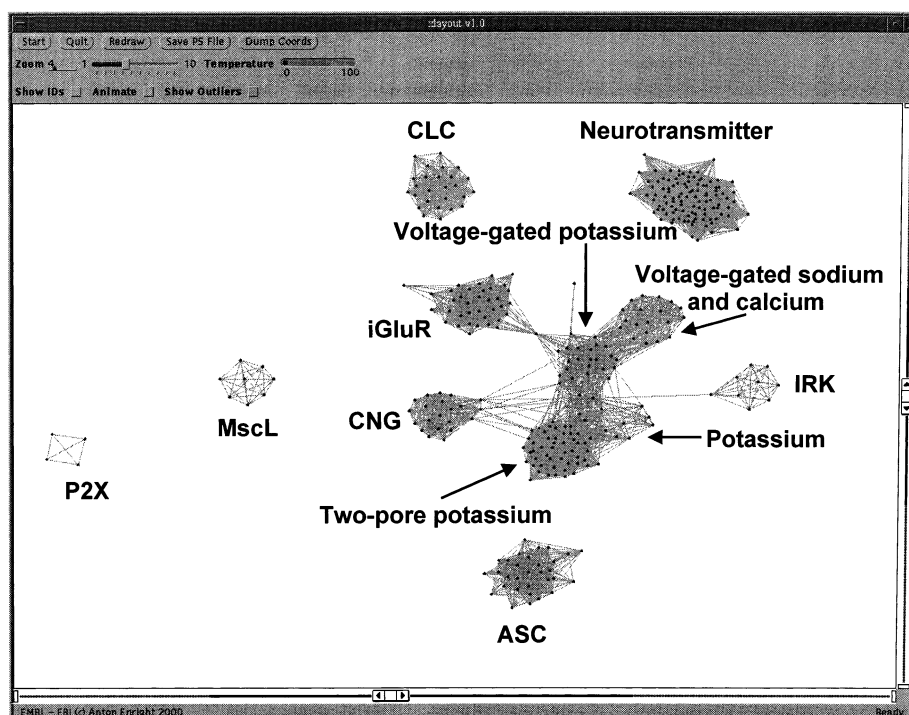 xlayout v1.0
Start Quit Redraw Save PS File Dump Coords
Zoom 4 1 10 Temperature
0 100
Show IDs Animate Show Outliers
CLC
Neurotransmitter
Voltage-gated potassium
Voltage-gated sodium
and calcium
iGluR
IRK
MscL
CNG
Potassium
P2X
Two-pore potassium
ASC
EMBL - EBI (c) Anton Enright 2000
Ready